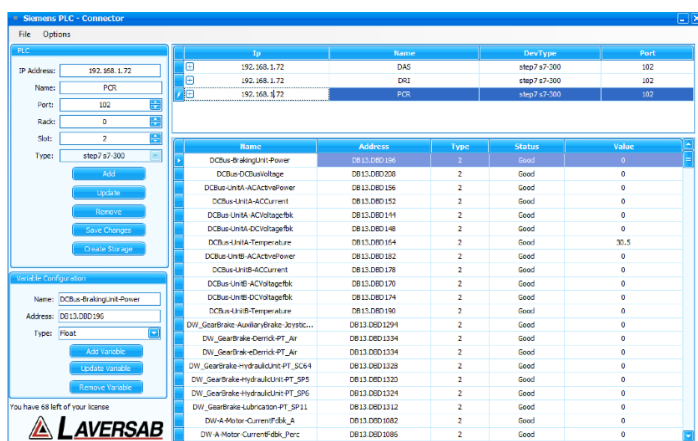 Siemens PLC - Connector
File Options
PLC
IP Address: 192.168.1.72
Name: PCR
Port: 102
Rack: 0
Slot: 2
Type: step7 s7-300
Add
Update
Remove
Save Changes
Create Storage
Variable Configuration
Name: DCBus-BrakingUnit-Power
Address: DB13.DBD196
Type: Float
Add Variable
Update Variable
Remove Variable
You have 68 left of your license
LAVERSAB
Ip Name DevType Port
192.168.1.72 DAS step7 s7-300 102
192.168.1.72 DRI step7 s7-300 102
192.168.1.72 PCR step7 s7-300 102
Name Address Type Status Value
DCBus-BrakingUnit-Power DB13.DBD196 2 Good 0
DCBus-DCBusVoltage DB13.DBD208 2 Good 0
DCBus-UnitA-ACActivePower DB13.DBD156 2 Good 0
DCBus-UnitA-ACCurrent DB13.DBD152 2 Good 0
DCBus-UnitA-ACVoltagefbk DB13.DBD144 2 Good 0
DCBus-UnitA-DCVoltagefbk DB13.DBD148 2 Good 0
DCBus-UnitA-Temperature DB13.DBD164 2 Good 30.5
DCBus-UnitB-ACActivePower DB13.DBD182 2 Good 0
DCBus-UnitB-ACCurrent DB13.DBD178 2 Good 0
DCBus-UnitB-ACVoltagefbk DB13.DBD170 2 Good 0
DCBus-UnitB-DCVoltagefbk DB13.DBD174 2 Good 0
DCBus-UnitB-Temperature DB13.DBD190 2 Good 0
DW_GearBrake-AuxiliaryBrake-Joystic... DB13.DBD1294 2 Good 0
DW_GearBrake-Derrick-PT_Air DB13.DBD1334 2 Good 0
DW_GearBrak-eDerrick-PT_Air DB13.DBD1334 2 Good 0
DW_GearBrake-HydraulicUnit-PT_SC64 DB13.DBD1328 2 Good 0
DW_GearBrake-HydraulicUnit-PT_SP5 DB13.DBD1320 2 Good 0
DW_GearBrake-HydraulicUnit-PT_SP6 DB13.DBD1324 2 Good 0
DW_GearBrake-Lubrication-PT_SP11 DB13.DBD1312 2 Good 0
DW-A-Motor-CurrentFdbk_A DB13.DBD1082 2 Good 0
DW-A-Motor-CurrentFdbk_Perc DB13.DBD1086 2 Good 0